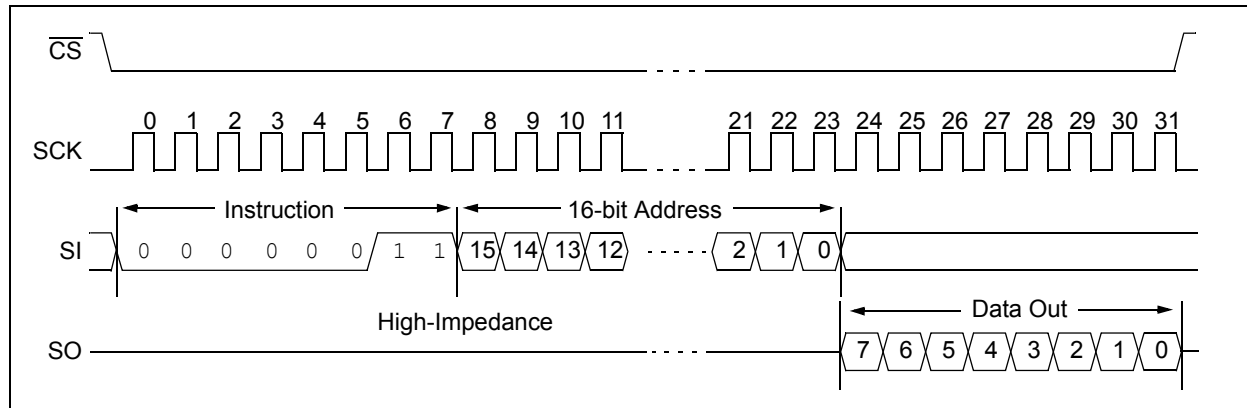 CS
0 1 2 3 4 5 6 7 8 9 10 11 21 22 23 24 25 26 27 28 29 30 31
SCK
Instruction 16-bit Address
SI 0 0 0 0 0 0 1 1 15 14 13 12 2 1 0
High-Impedance Data Out
SO 7 6 5 4 3 2 1 0